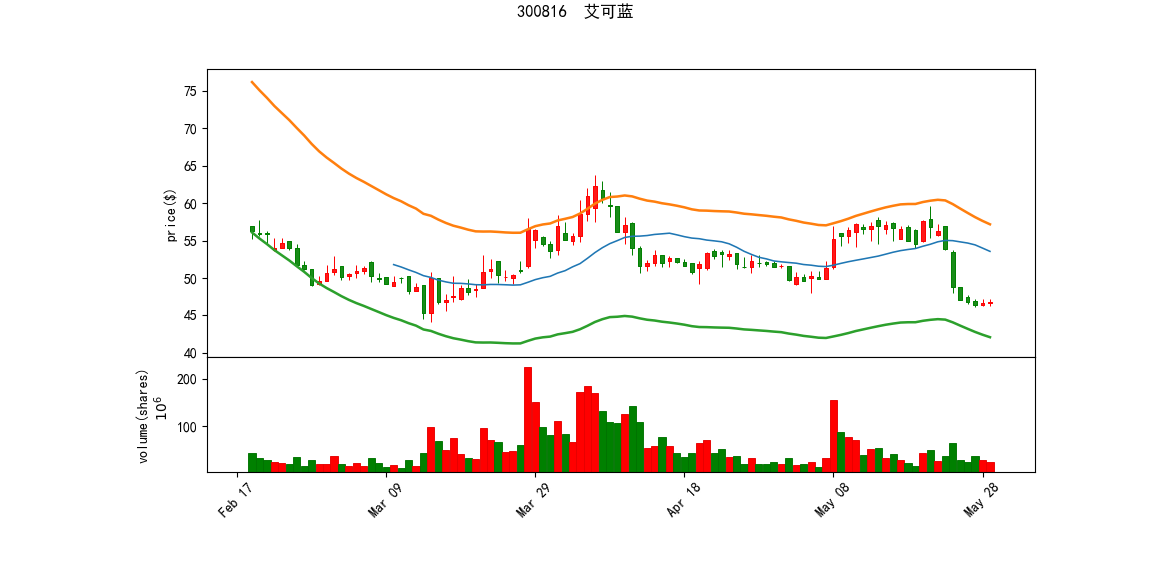 300816 艾可蓝
price($)
75
70
65
60
55
50
45
40
volume(shares)
10^6
200
100
Feb 17
Mar 09
Mar 29
Apr 18
May 08
May 28